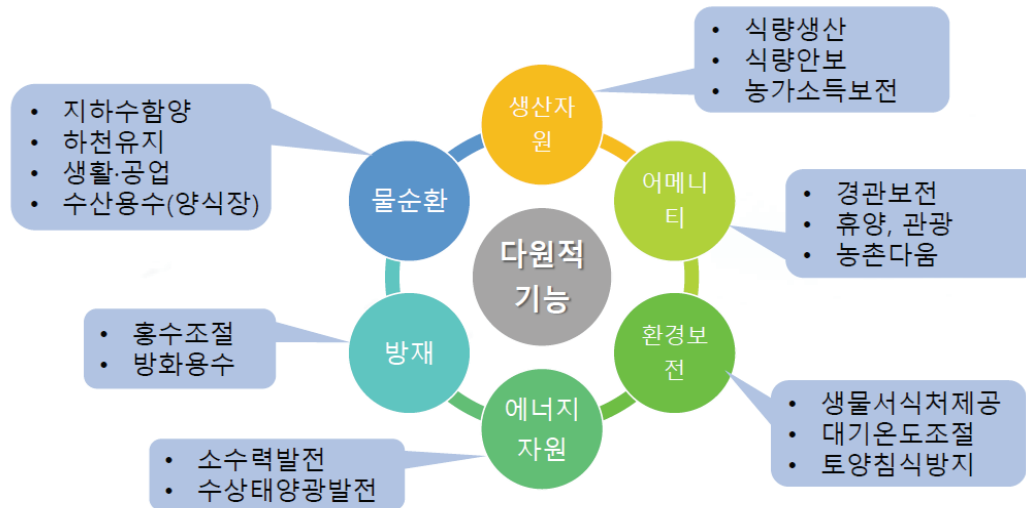 • 식량생산
• 식량안보
• 농가소득보전
생산자
원
• 지하수함양
• 하천유지
• 생활·공업
• 수산용수(양식장)
물순환
어메니
티
• 경관보전
• 휴양, 관광
• 농촌다움
다원적
기능
• 홍수조절
• 방화용수
방재
환경보
전
• 생물서식처제공
• 대기온도조절
• 토양침식방지
에너지
자원
• 소수력발전
• 수상태양광발전